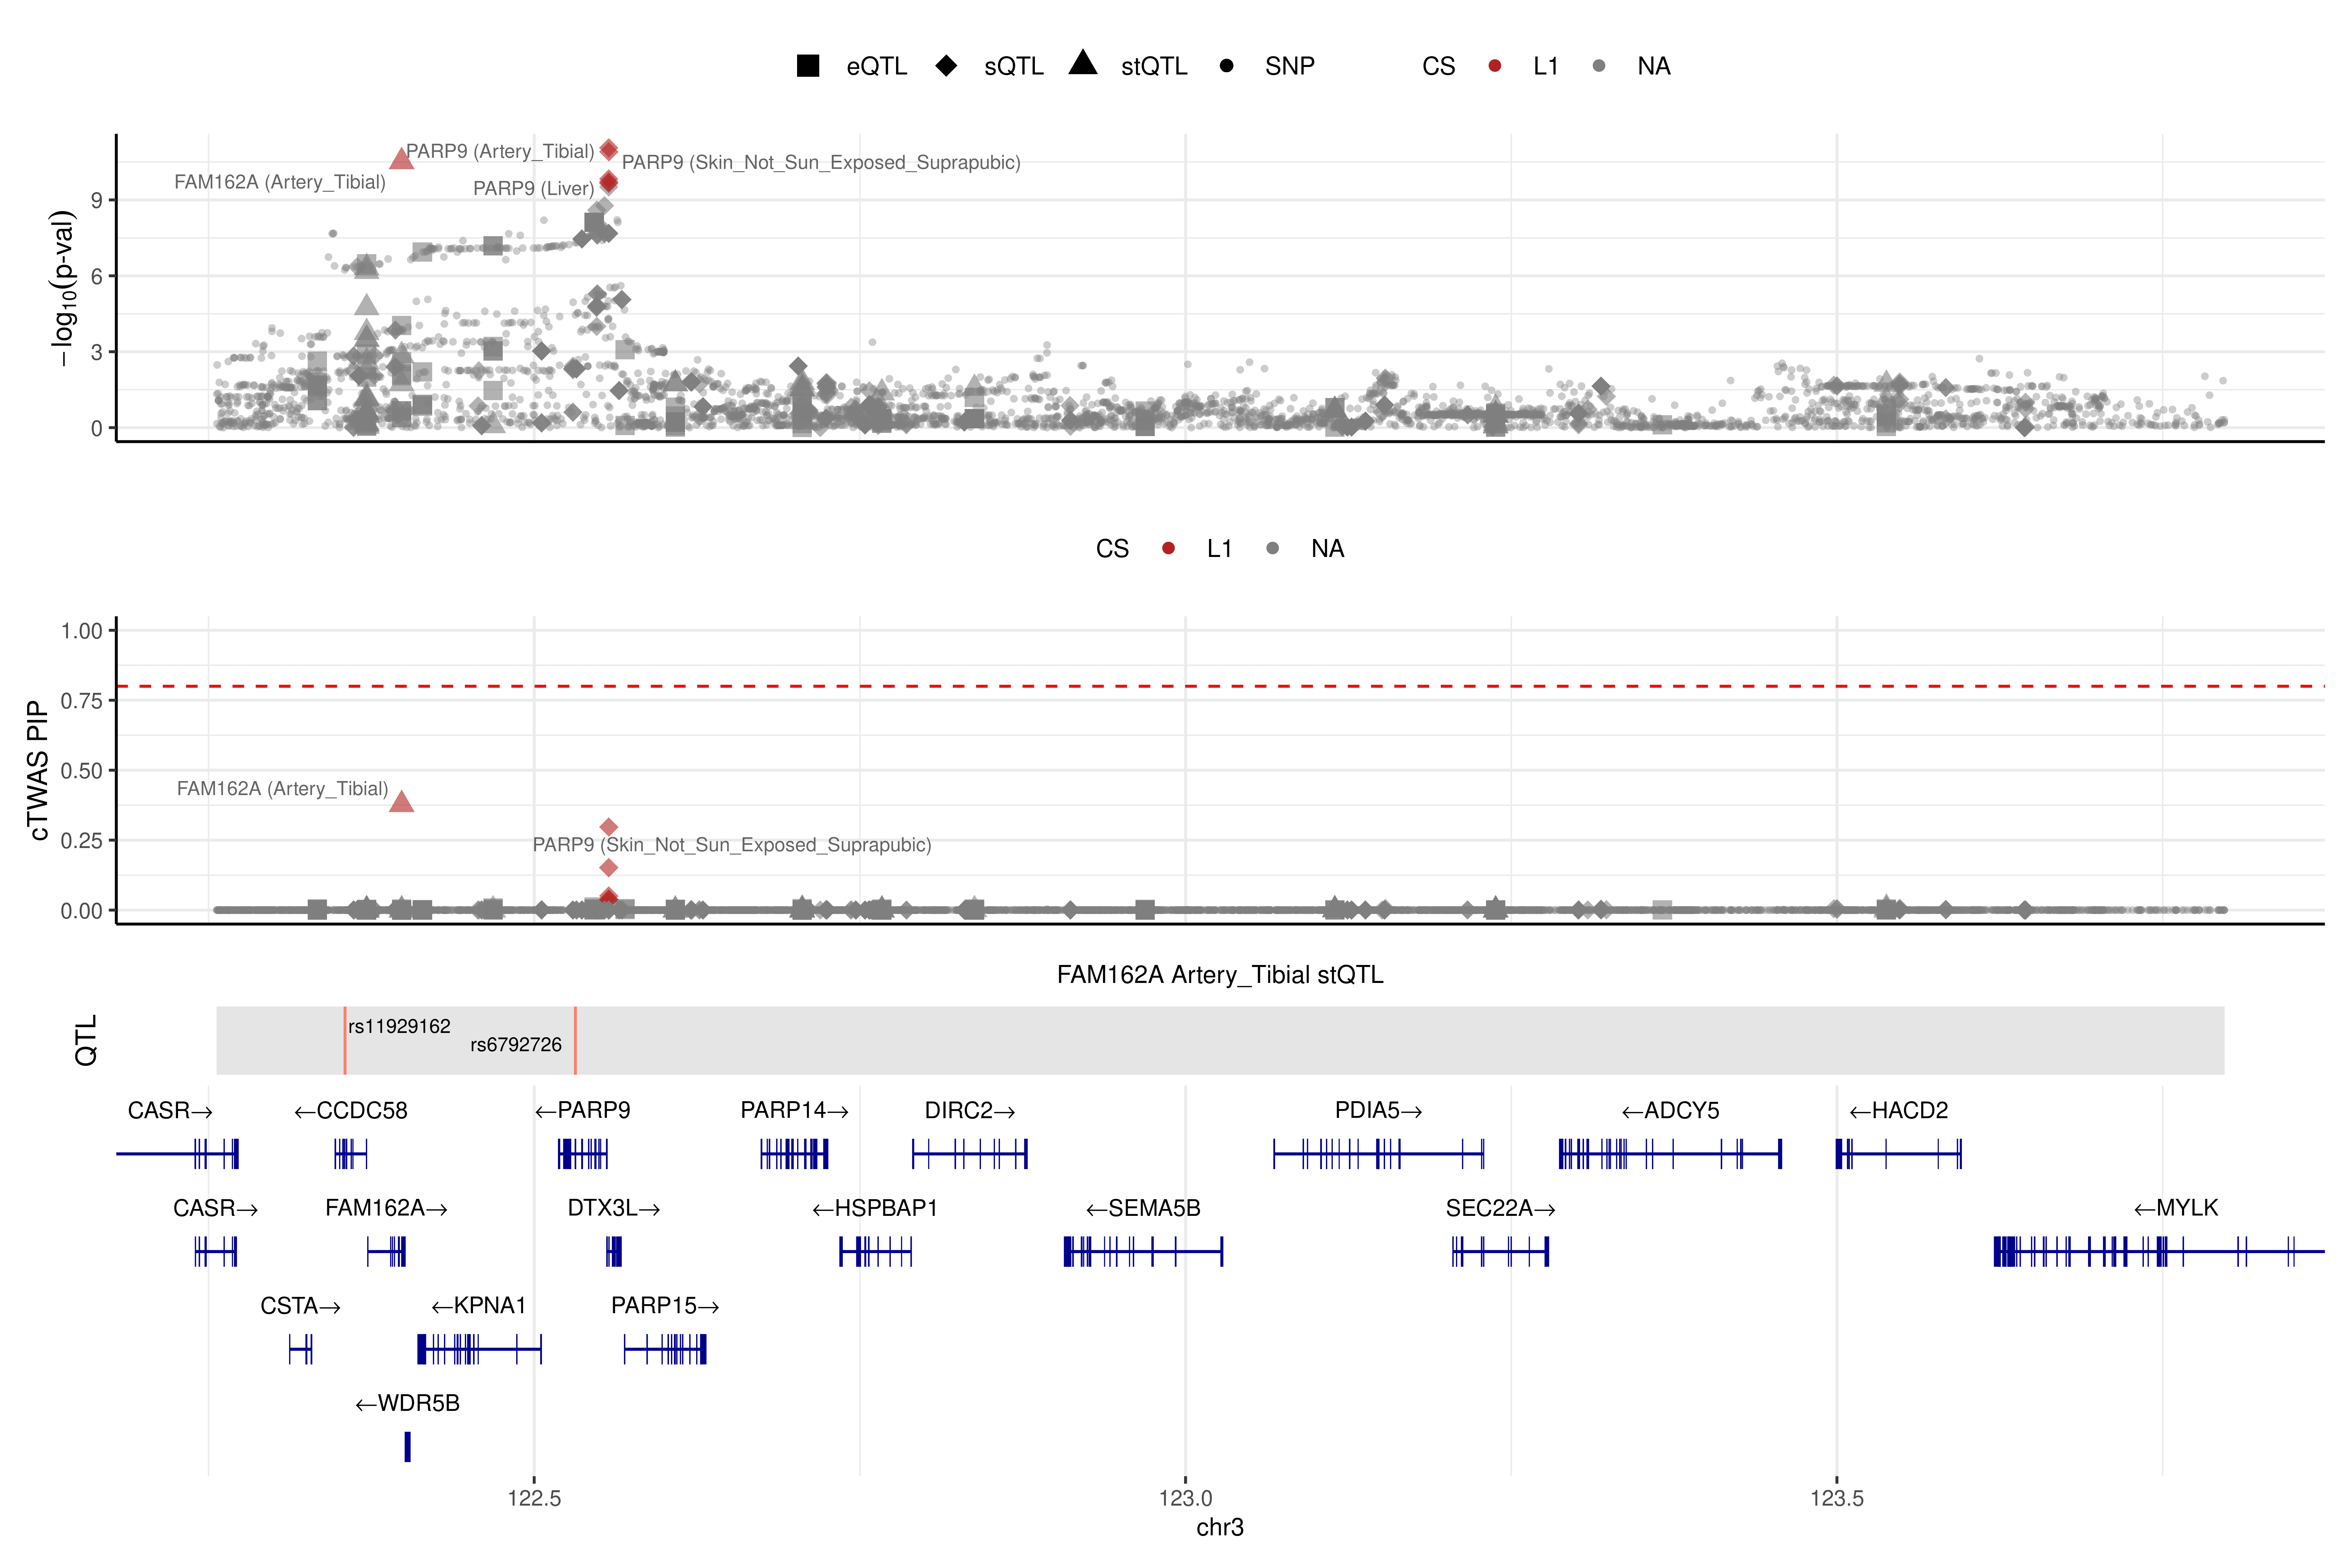 eQTL sQTL stQTL SNP CS L1 NA
−log10(p-val)
9
6
3
0
PARP9 (Artery_Tibial)
PARP9 (Skin_Not_Sun_Exposed_Suprapubic)
FAM162A (Artery_Tibial)
PARP9 (Liver)
CS L1 NA
cTWAS PIP
1.00
0.75
0.50
0.25
0.00
FAM162A (Artery_Tibial)
PARP9 (Skin_Not_Sun_Exposed_Suprapubic)
FAM162A Artery_Tibial stQTL
QTL
rs11929162
rs6792726
CASR→ ←CCDC58 ←PARP9 PARP14→ DIRC2→ PDIA5→ ←ADCY5 ←HACD2
CASR→ FAM162A→ DTX3L→ ←HSPBAP1 ←SEMA5B SEC22A→ ←MYLK
CSTA→ ←KPNA1 PARP15→
←WDR5B
122.5 123.0 123.5
chr3